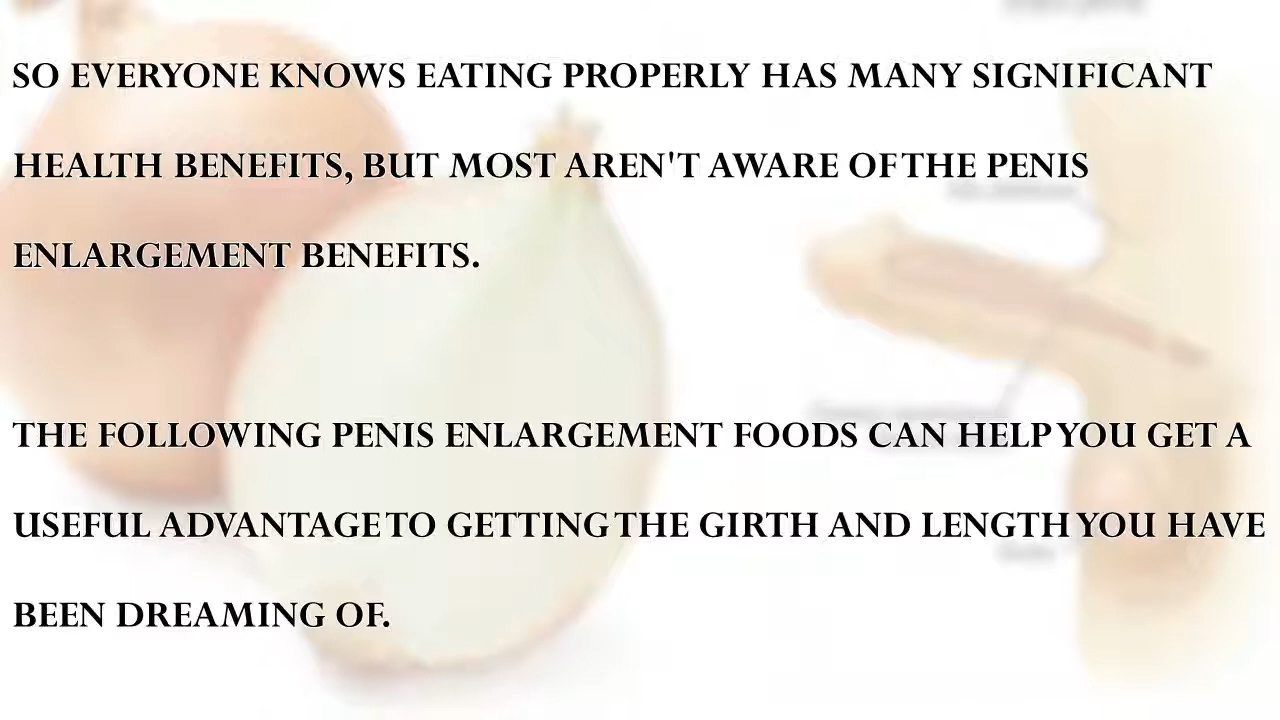 SO EVERYONE KNOWS EATING PROPERLY HAS MANY SIGNIFICANT
HEALTH BENEFITS, BUT MOST AREN'T AWARE OF THE PENIS
ENLARGEMENT BENEFITS.
THE FOLLOWING PENIS ENLARGEMENT FOODS CAN HELP YOU GET A
USEFUL ADVANTAGE TO GETTING THE GIRTH AND LENGTH YOU HAVE
BEEN DREAMING OF.